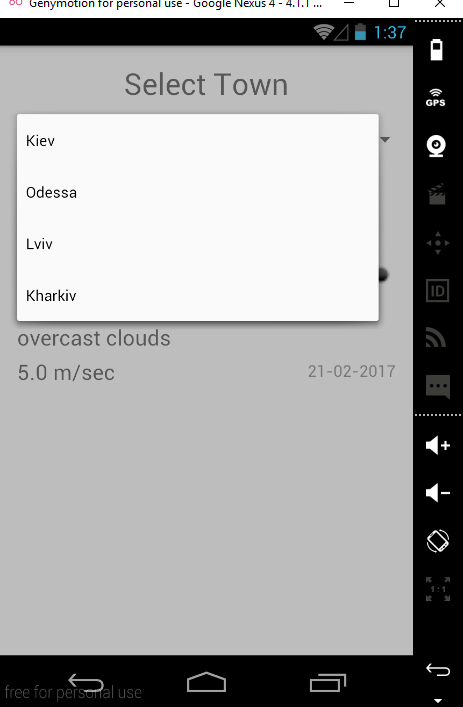 Genymotion for personal use - Google Nexus 4 - 4.1.1 ...
1:37
GPS
Select Town
Kiev
Odessa
Lviv
ID
Kharkiv
overcast clouds
5.0 m/sec
21-02-2017
1:1
free for personal use